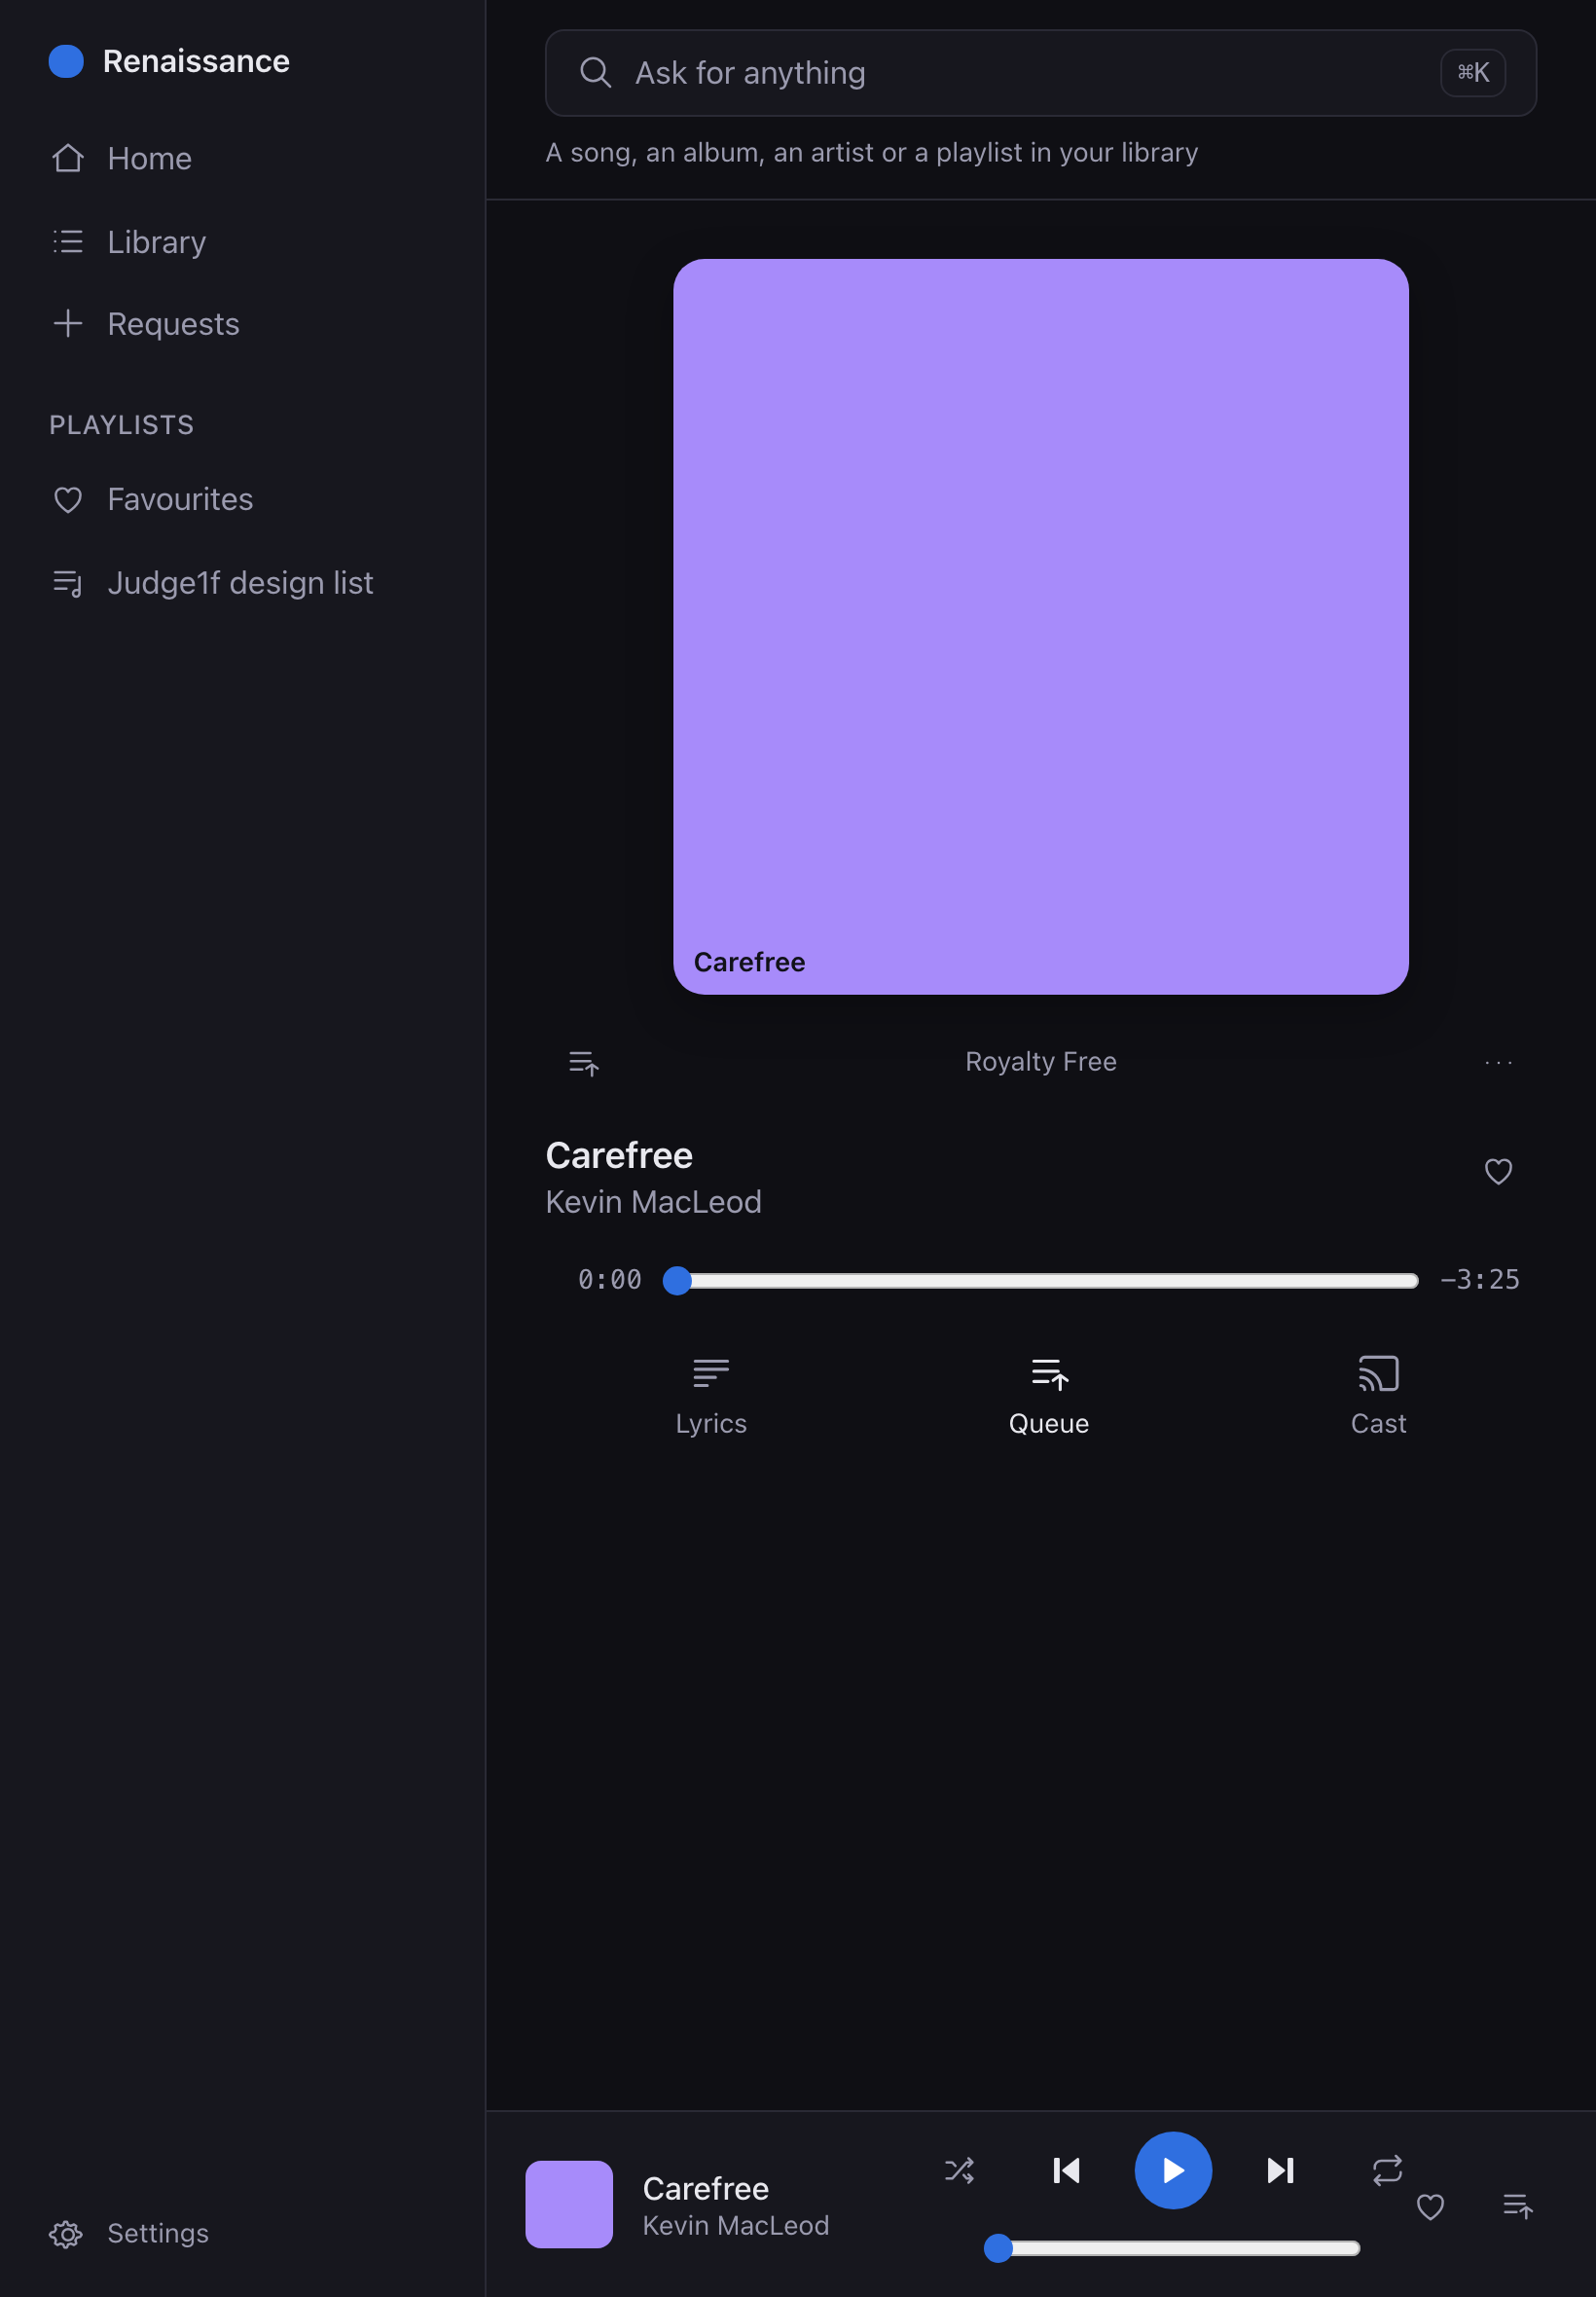 Renaissance
Home
Library
Requests
PLAYLISTS
Favourites
Judge1f design list
Settings
Ask for anything
⌘K
A song, an album, an artist or a playlist in your library
Carefree
Royalty Free
Carefree
Kevin MacLeod
0:00
−3:25
Lyrics
Queue
Cast
Carefree
Kevin MacLeod